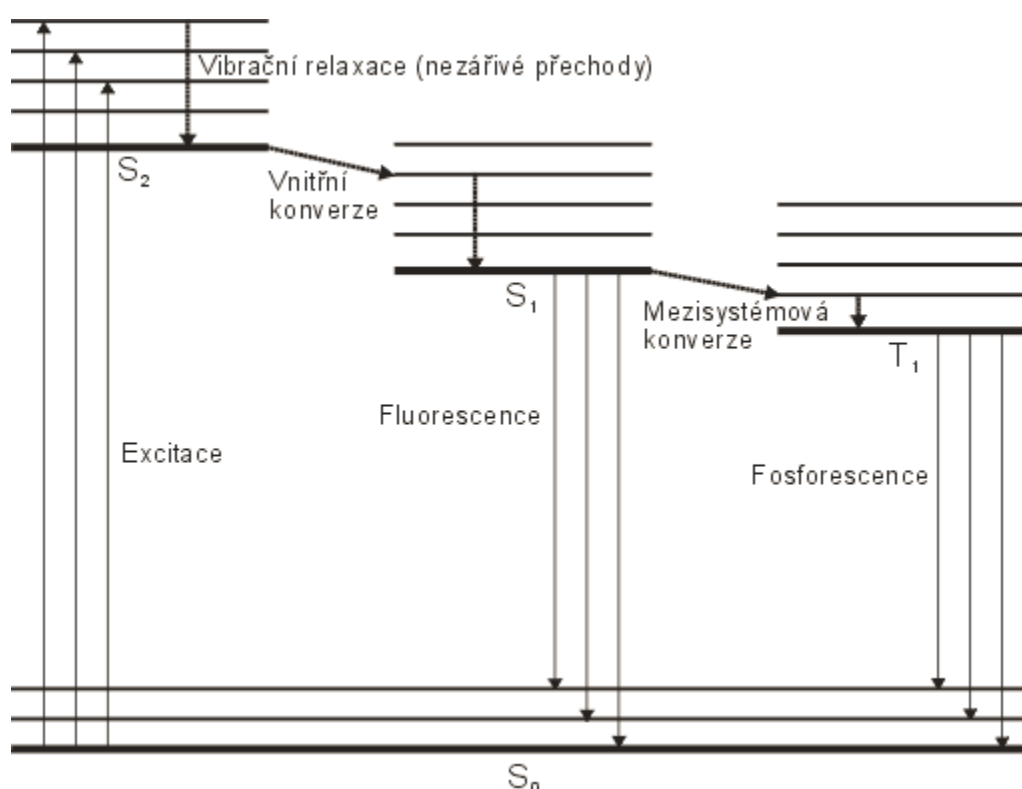 Vibrační relaxace (nezářivé přechody)
S₂
Vnitřní
konverze
S₁
Mezisystémová
konverze
T₁
Fluorescence
Excitace
Fosforescence
S₀